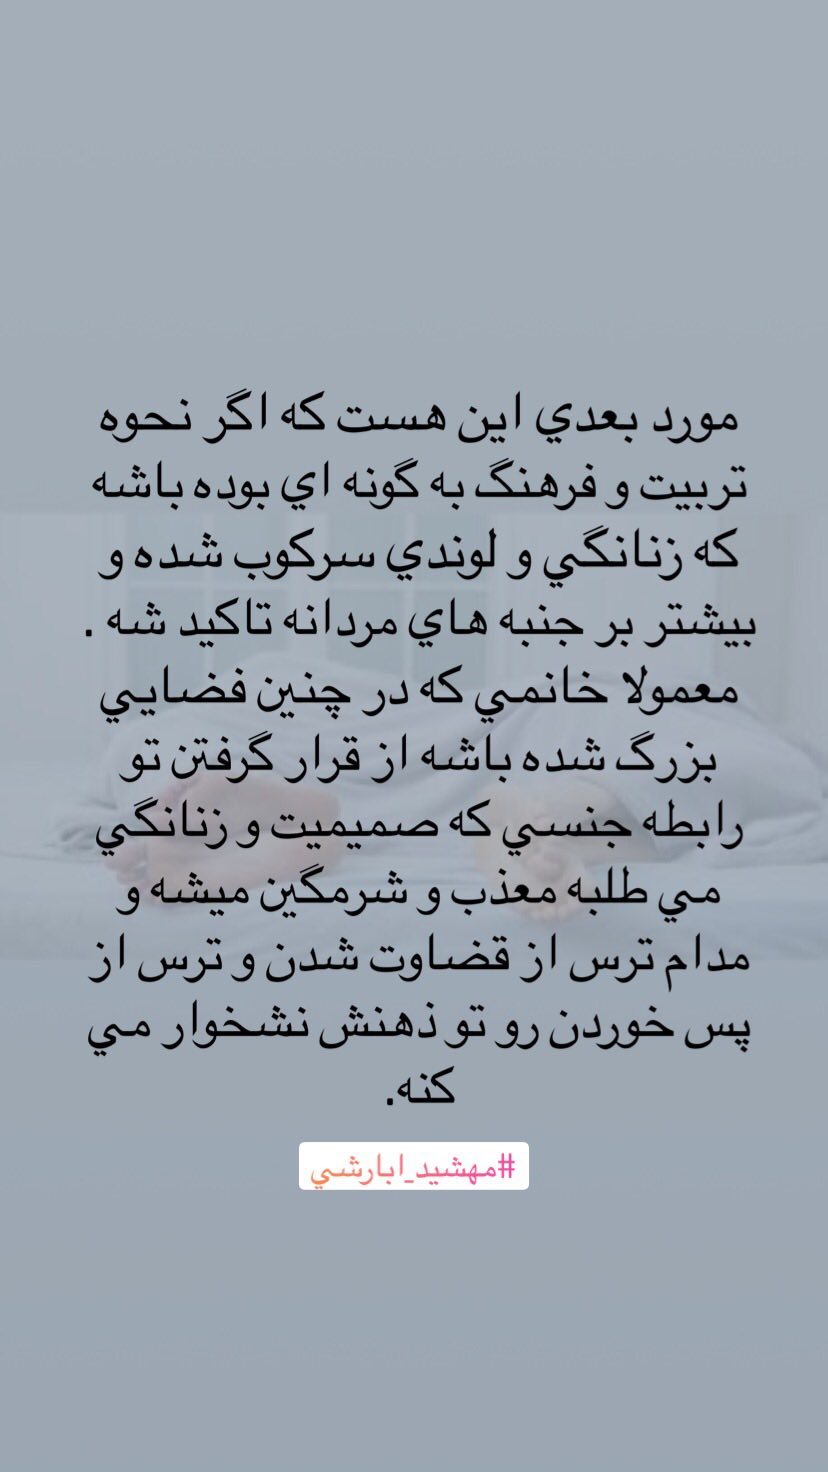 مورد بعدي اين هست كه اگر نحوه
تربيت و فرهنگ به گونه اي بوده باشه
كه زنانگي و لوندي سركوب شده و
بيشتر بر جنبه هاي مردانه تاكيد شه .
معمولا خانمي كه در چنين فضايي
بزرگ شده باشه از قرار گرفتن تو
رابطه جنسي كه صميميت و زنانگي
مي طلبه معذب و شرمگين ميشه و
مدام ترس از قضاوت شدن و ترس از
پس خوردن رو تو ذهنش نشخوار مي
كنه.
#مهشيد_ابارشي